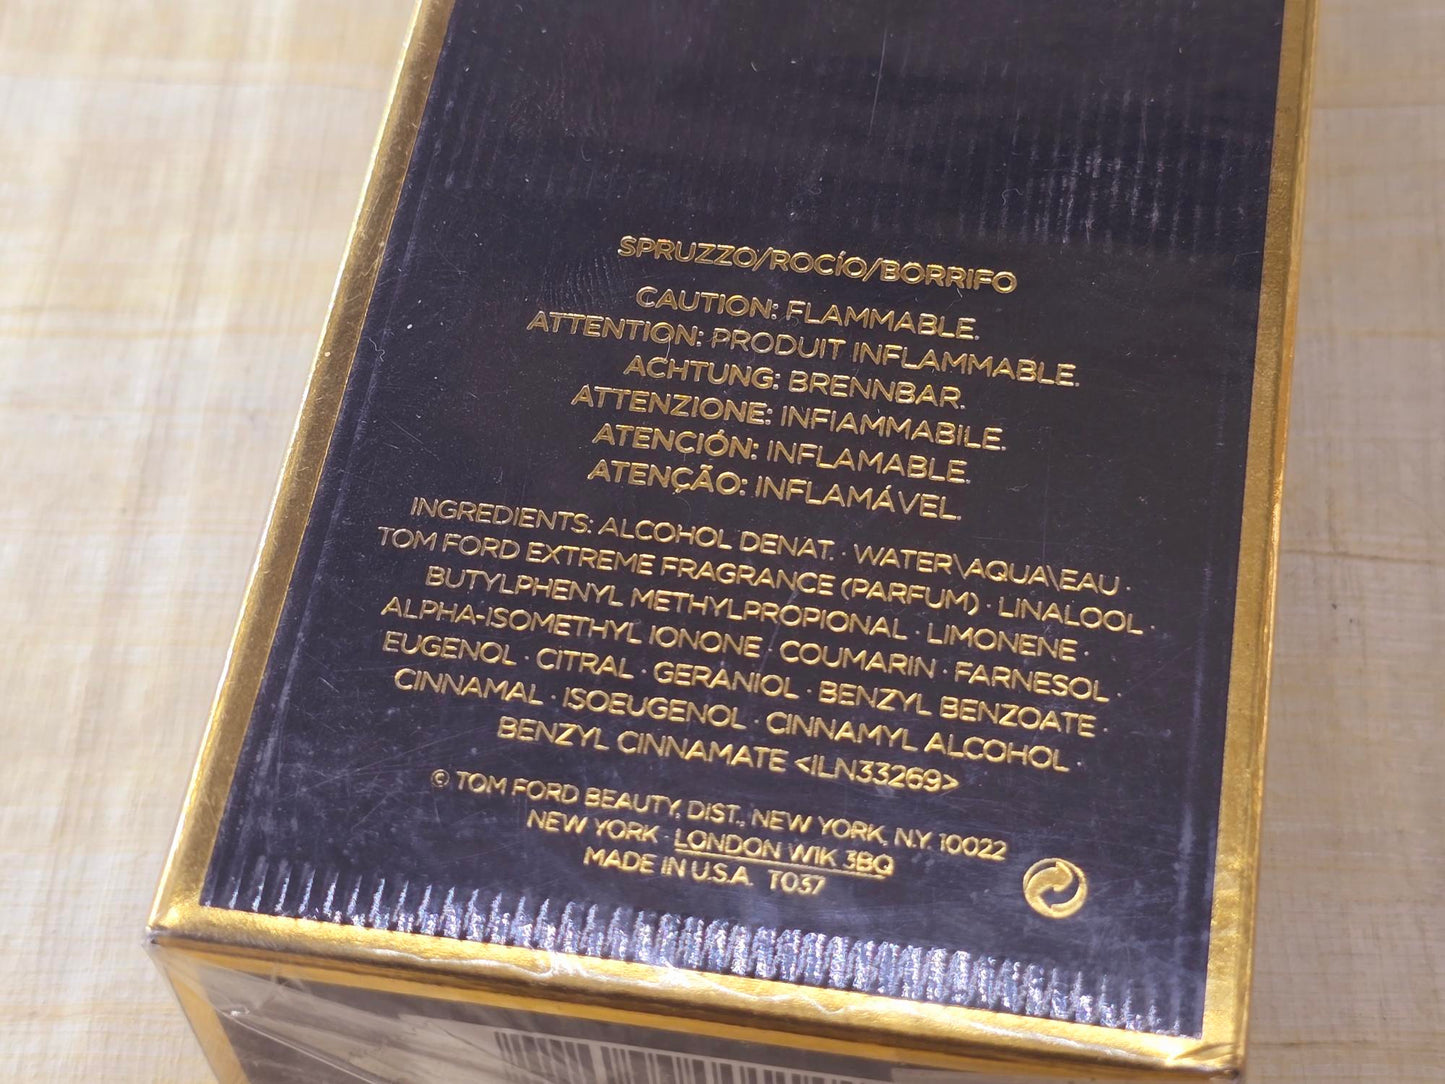 SPRUZZO/ROCÍO/BORRIFO
CAUTION: FLAMMABLE.
ATTENTION: PRODUIT INFLAMMABLE.
ACHTUNG: BRENNBAR.
ATTENZIONE: INFIAMMABILE.
ATENCIÓN: INFLAMABLE.
ATENÇÃO: INFLAMÁVEL.
INGREDIENTS: ALCOHOL DENAT. · WATER\AQUA\EAU ·
TOM FORD EXTREME FRAGRANCE (PARFUM) · LINALOOL ·
BUTYLPHENYL METHYLPROPIONAL · LIMONENE ·
ALPHA-ISOMETHYL IONONE · COUMARIN · FARNESOL ·
EUGENOL · CITRAL · GERANIOL · BENZYL BENZOATE ·
CINNAMAL · ISOEUGENOL · CINNAMYL ALCOHOL ·
BENZYL CINNAMATE <ILN33269>
© TOM FORD BEAUTY, DIST., NEW YORK, N.Y. 10022
NEW YORK · LONDON W1K 3BQ
MADE IN U.S.A. T037